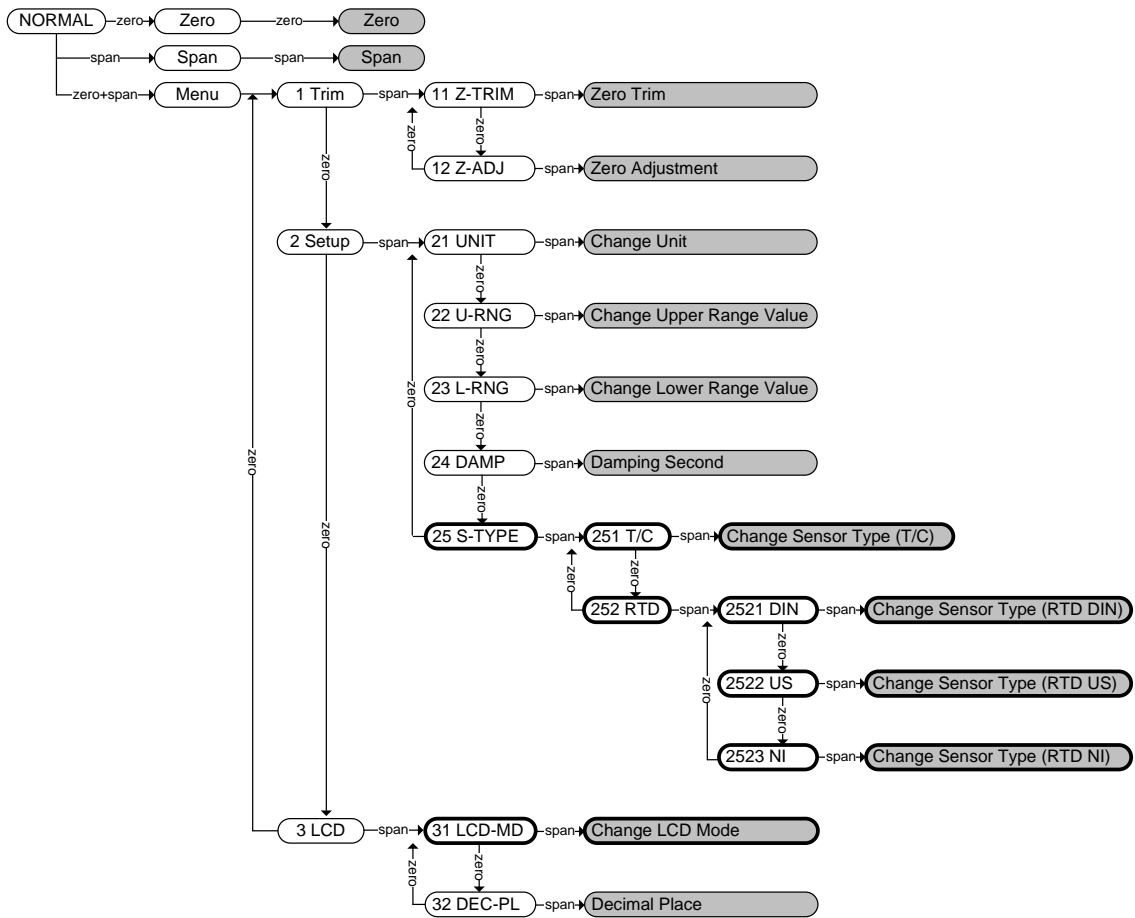 NORMAL zero Zero zero Zero
span Span span Span
zero+span Menu 1 Trim span 11 Z-TRIM span Zero Trim
zero zero
zero
12 Z-ADJ span Zero Adjustment
2 Setup span 21 UNIT span Change Unit
zero
22 U-RNG span Change Upper Range Value
zero
zero
23 L-RNG span Change Lower Range Value
zero
zero
24 DAMP span Damping Second
zero
zero
25 S-TYPE span 251 T/C span Change Sensor Type (T/C)
zero zero
252 RTD span 2521 DIN span Change Sensor Type (RTD DIN)
zero
zero
2522 US span Change Sensor Type (RTD US)
zero
2523 NI span Change Sensor Type (RTD NI)
3 LCD span 31 LCD-MD span Change LCD Mode
zero zero
32 DEC-PL span Decimal Place